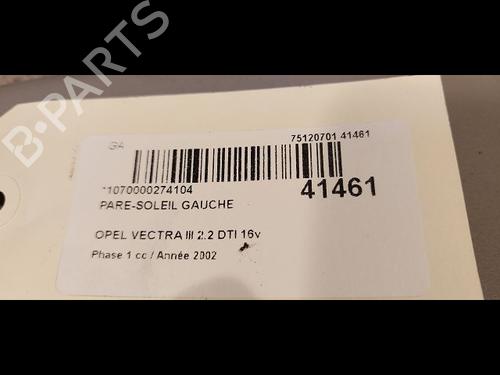 B-PARTS
GA
75120701 41461
*1070000274104
41461
PARE-SOLEIL GAUCHE
OPEL VECTRA III 2.2 DTI 16v
Phase 1 cc / Année 2002